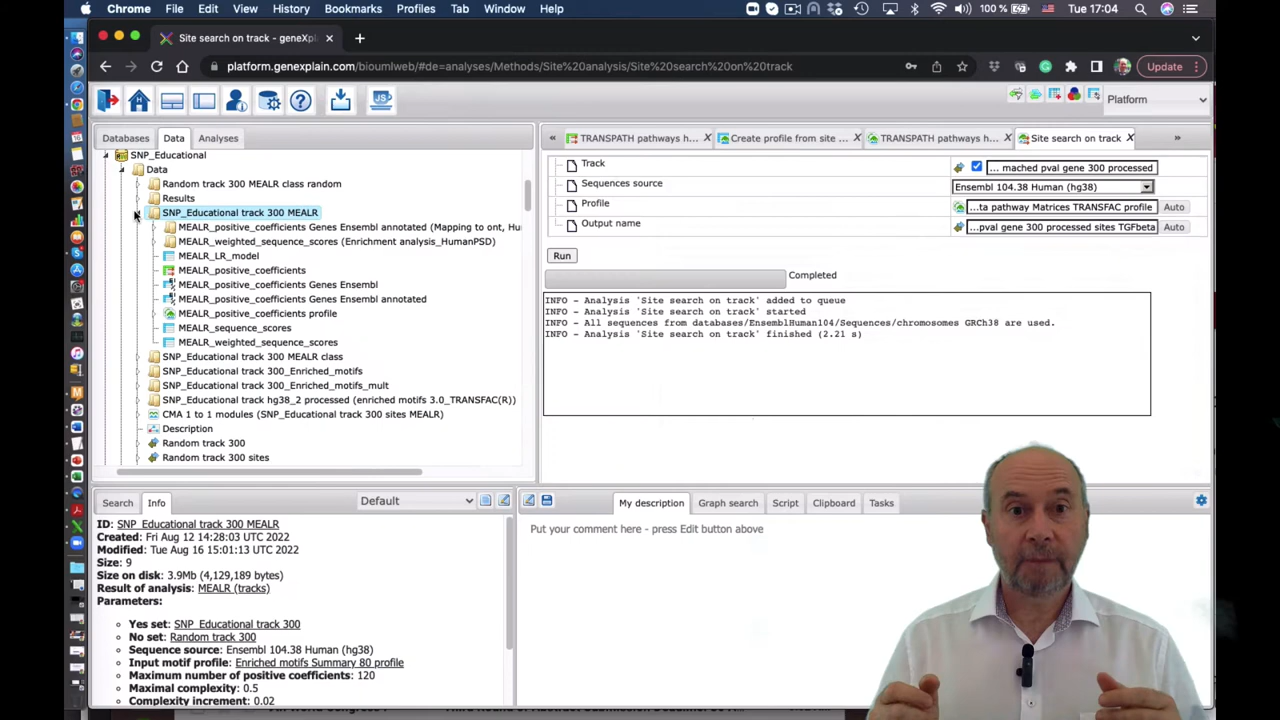 Chrome File Edit View History Bookmarks Profiles Tab Window Help 100 % Tue 17:04
Site search on track - geneXpla
platform.genexplain.com/bioumlweb/#de=analyses/Methods/Site%20analysis/Site%20search%20on%20track Update
Platform
Databases Data Analyses
« TRANSPATH pathways h... Create profile from site ... TRANSPATH pathways h... Site search on track »
SNP_Educational
Data
Random track 300 MEALR class random
Results
SNP_Educational track 300 MEALR
MEALR_positive_coefficients Genes Ensembl annotated (Mapping to ont, Hu
MEALR_weighted_sequence_scores (Enrichment analysis_HumanPSD)
MEALR_LR_model
MEALR_positive_coefficients
MEALR_positive_coefficients Genes Ensembl
MEALR_positive_coefficients Genes Ensembl annotated
MEALR_positive_coefficients profile
MEALR_sequence_scores
MEALR_weighted_sequence_scores
SNP_Educational track 300 MEALR class
SNP_Educational track 300_Enriched_motifs
SNP_Educational track 300_Enriched_motifs_mult
SNP_Educational track hg38_2 processed (enriched motifs 3.0_TRANSFAC(R))
CMA 1 to 1 modules (SNP_Educational track 300 sites MEALR)
Description
Random track 300
Random track 300 sites
Track ... mached pval gene 300 processed
Sequences source Ensembl 104.38 Human (hg38)
Profile ...ta pathway Matrices TRANSFAC profile Auto
Output name ...pval gene 300 processed sites TGFbeta Auto
Run
Completed
INFO - Analysis 'Site search on track' added to queue
INFO - Analysis 'Site search on track' started
INFO - All sequences from databases/EnsemblHuman104/Sequences/chromosomes GRCh38 are used.
INFO - Analysis 'Site search on track' finished (2.21 s)
Search Info Default
ID: SNP_Educational track 300 MEALR
Created: Fri Aug 12 14:28:03 UTC 2022
Modified: Tue Aug 16 15:01:13 UTC 2022
Size: 9
Size on disk: 3.9Mb (4,129,189 bytes)
Result of analysis: MEALR (tracks)
Parameters:
Yes set: SNP_Educational track 300
No set: Random track 300
Sequence source: Ensembl 104.38 Human (hg38)
Input motif profile: Enriched motifs Summary 80 profile
Maximum number of positive coefficients: 120
Maximal complexity: 0.5
Complexity increment: 0.02
My description Graph search Script Clipboard Tasks
Put your comment here - press Edit button above